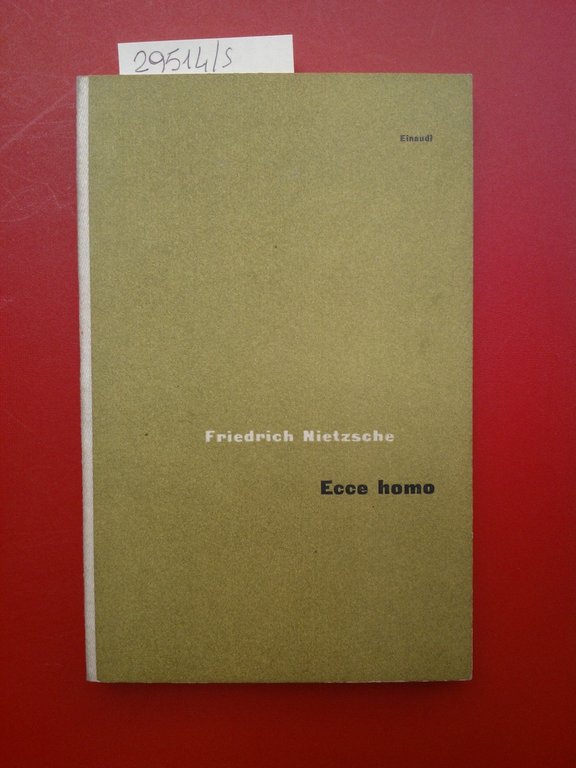 29514/s
Einaudi
Friedrich Nietzsche
Ecce homo